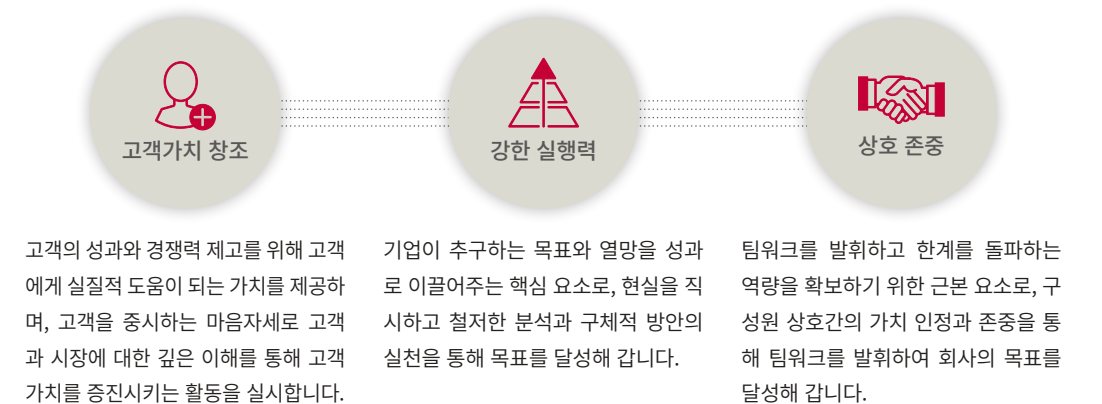 고객가치 창조
강한 실행력
상호 존중
고객의 성과와 경쟁력 제고를 위해 고객
에게 실질적 도움이 되는 가치를 제공하
며, 고객을 중시하는 마음자세로 고객
과 시장에 대한 깊은 이해를 통해 고객
가치를 증진시키는 활동을 실시합니다.
기업이 추구하는 목표와 열망을 성과
로 이끌어주는 핵심 요소로, 현실을 직
시하고 철저한 분석과 구체적 방안의
실천을 통해 목표를 달성해 갑니다.
팀워크를 발휘하고 한계를 돌파하는
역량을 확보하기 위한 근본 요소로, 구
성원 상호간의 가치 인정과 존중을 통
해 팀워크를 발휘하여 회사의 목표를
달성해 갑니다.